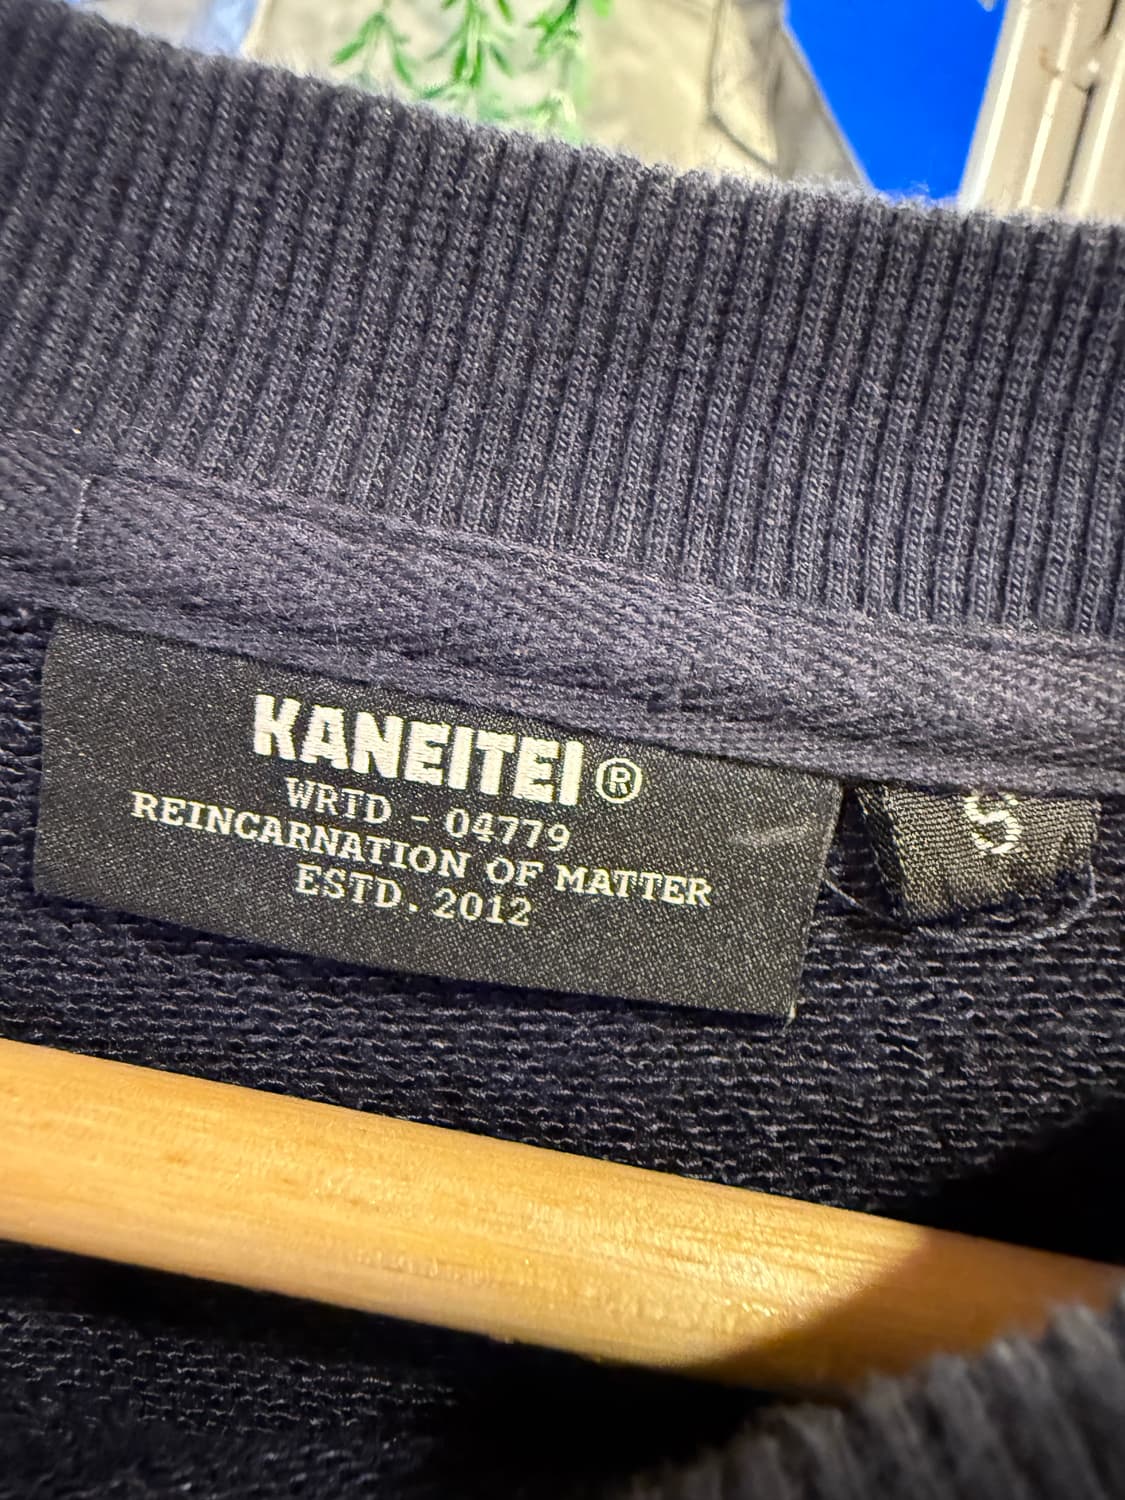 KANEITEI®
WRTD - 04779
REINCARNATION OF MATTER
ESTD. 2012
S